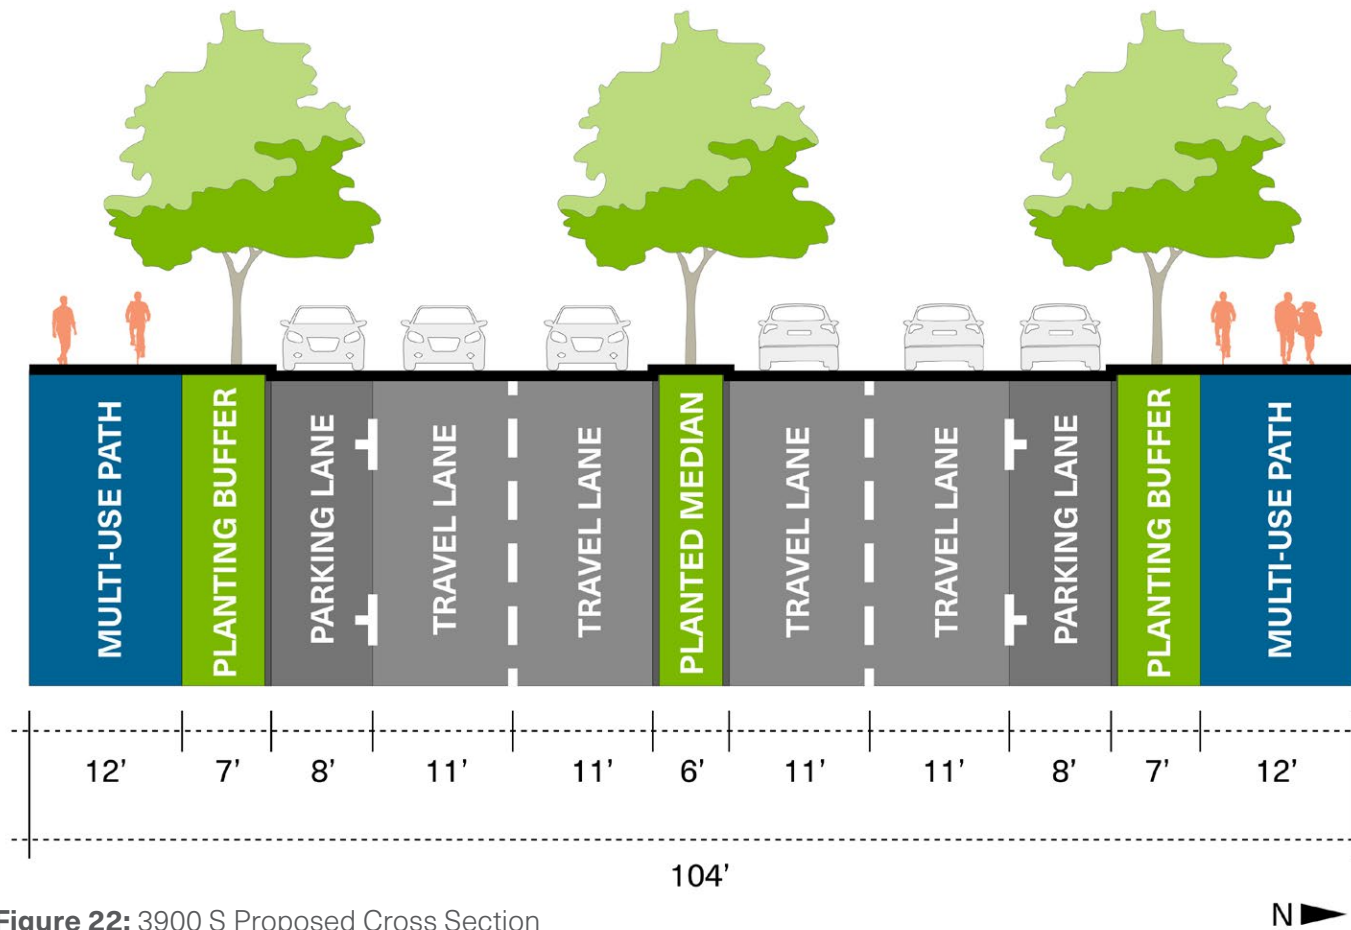 MULTI-USE PATH
PLANTING BUFFER
PARKING LANE
TRAVEL LANE
TRAVEL LANE
PLANTED MEDIAN
TRAVEL LANE
TRAVEL LANE
PARKING LANE
PLANTING BUFFER
MULTI-USE PATH
12' 7' 8' 11' 11' 6' 11' 11' 8' 7' 12'
104'
N
Figure 22: 3900 S Proposed Cross Section